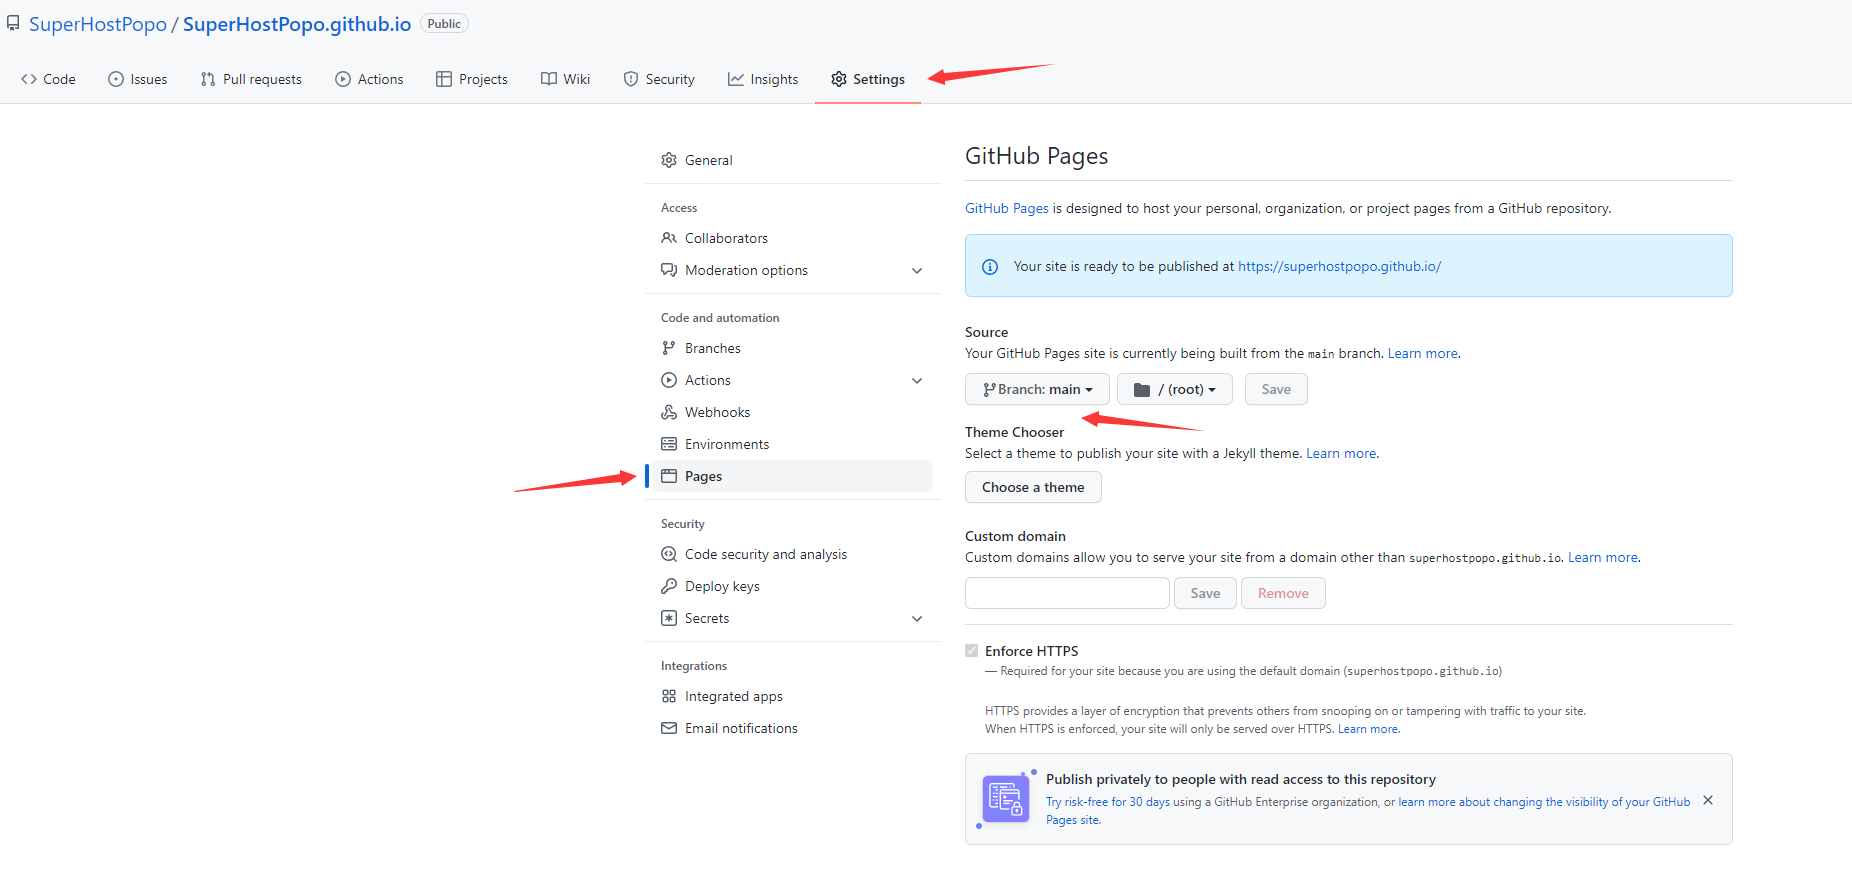 SuperHostPopo / SuperHostPopo.github.io Public
Code Issues Pull requests Actions Projects Wiki Security Insights Settings
General
Access
Collaborators
Moderation options
Code and automation
Branches
Actions
Webhooks
Environments
Pages
Security
Code security and analysis
Deploy keys
Secrets
Integrations
Integrated apps
Email notifications
GitHub Pages
GitHub Pages is designed to host your personal, organization, or project pages from a GitHub repository.
Your site is ready to be published at https://superhostpopo.github.io/
Source
Your GitHub Pages site is currently being built from the main branch. Learn more.
Branch: main / (root) Save
Theme Chooser
Select a theme to publish your site with a Jekyll theme. Learn more.
Choose a theme
Custom domain
Custom domains allow you to serve your site from a domain other than superhostpopo.github.io. Learn more.
Save Remove
Enforce HTTPS
— Required for your site because you are using the default domain (superhostpopo.github.io)
HTTPS provides a layer of encryption that prevents others from snooping on or tampering with traffic to your site.
When HTTPS is enforced, your site will only be served over HTTPS. Learn more.
Publish privately to people with read access to this repository
Try risk-free for 30 days using a GitHub Enterprise organization, or learn more about changing the visibility of your GitHub
Pages site.